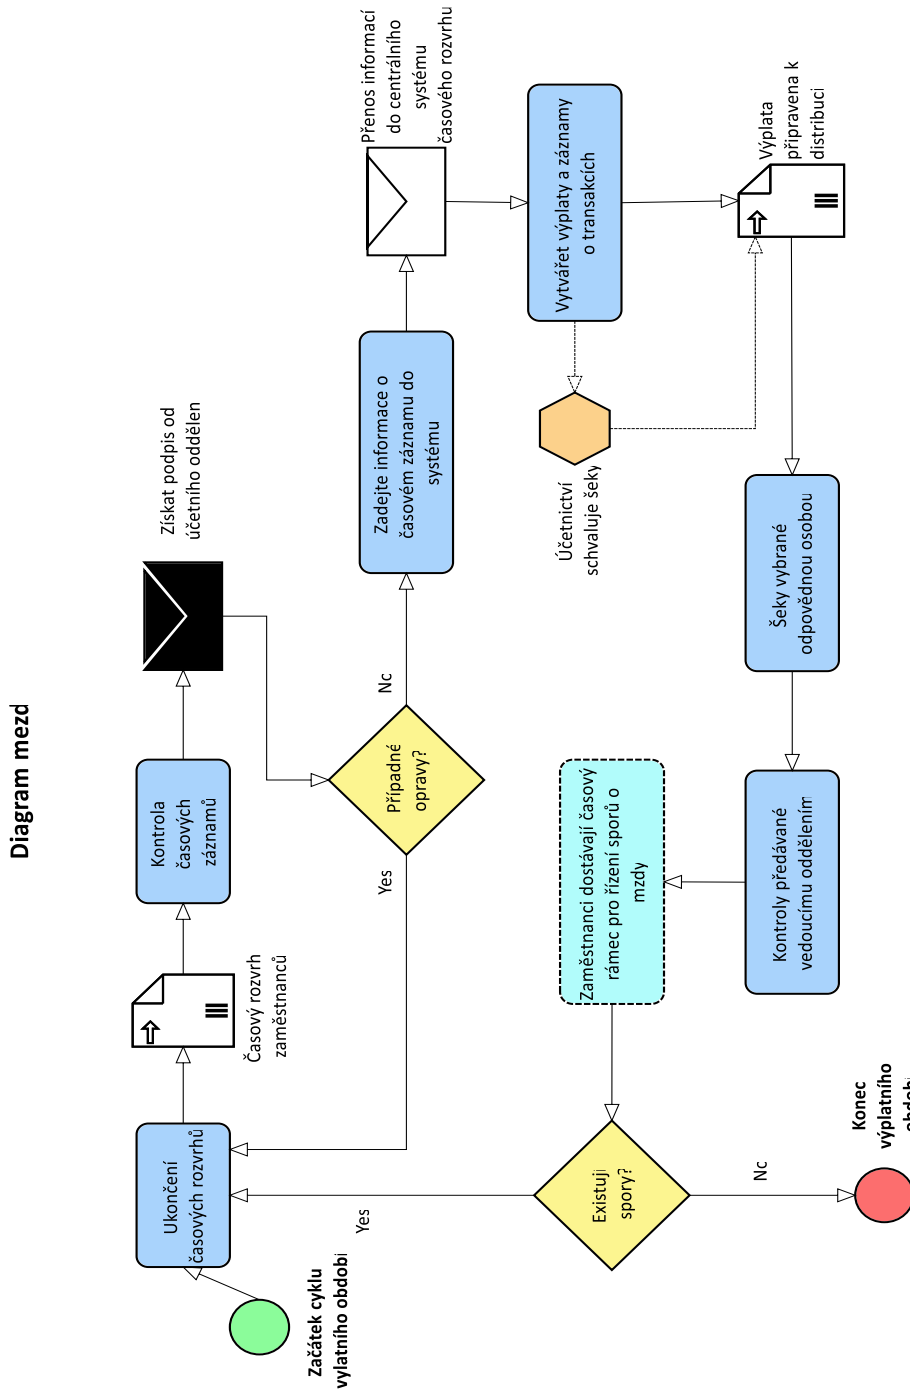 Diagram mezd
Začátek cyklu
vylatního období
Ukončení
časových rozvrhů
Časový rozvrh
zaměstnanců
Kontrola
časových
záznamů
Získat podpis od
účetního oddělen
Případné
opravy?
Yes
Nc
Zadejte informace o
časovém záznamu do
systému
Přenos informací
do centrálního
systému
časového rozvrhu
Vytvářet výplaty a záznamy
o transakcích
Účetnictví
schvaluje šeky
Výplata
připravena k
distribuci
Šeky vybrané
odpovědnou osobou
Kontroly předávané
vedoucímu oddělením
Zaměstnanci dostávají časový
rámec pro řízení sporů o
mzdy
Existuji
spory?
Yes
Nc
Konec
výplatního
období